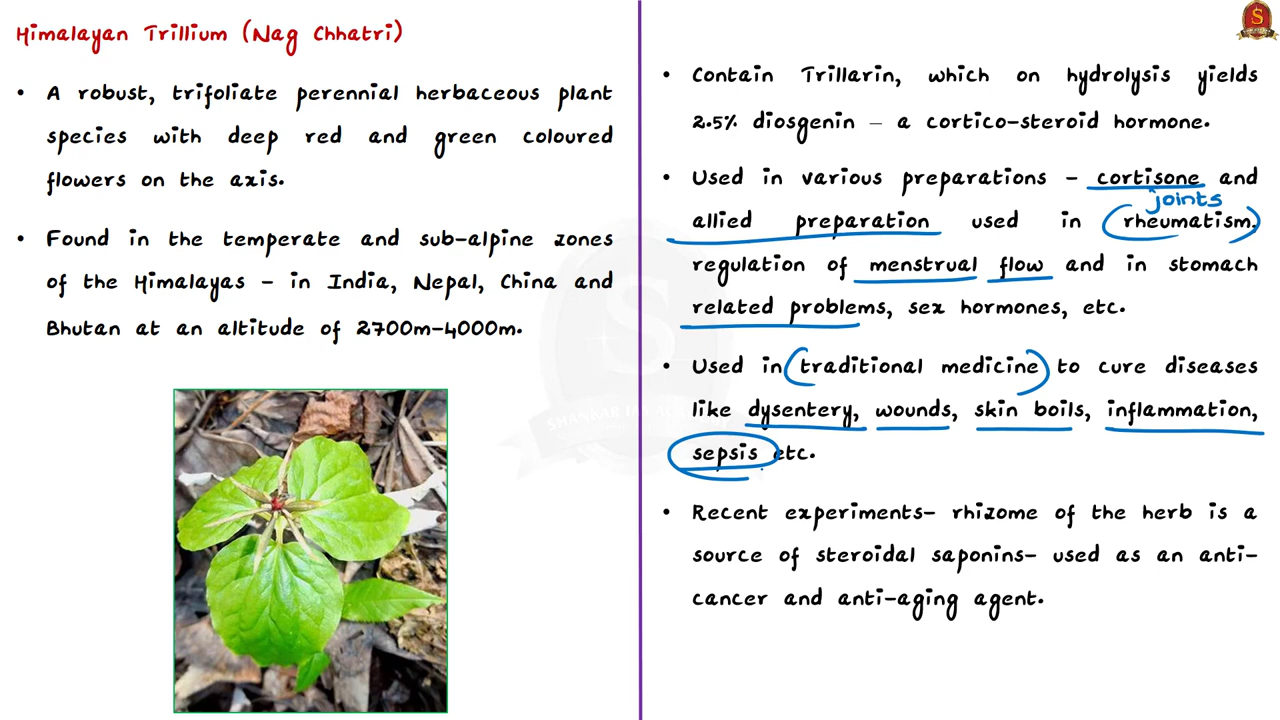 Himalayan Trillium (Nag Chhatri)
• A robust, trifoliate perennial herbaceous plant
species with deep red and green coloured
flowers on the axis.
• Found in the temperate and sub-alpine zones
of the Himalayas - in India, Nepal, China and
Bhutan at an altitude of 2700m-4000m.
• Contain Trillarin, which on hydrolysis yields
2.5% diosgenin – a cortico-steroid hormone.
• Used in various preparations - cortisone and
joints
allied preparation used in rheumatism,
regulation of menstrual flow and in stomach
related problems, sex hormones, etc.
• Used in traditional medicine to cure diseases
like dysentery, wounds, skin boils, inflammation,
sepsis etc.
• Recent experiments- rhizome of the herb is a
source of steroidal saponins- used as an anti-
cancer and anti-aging agent.